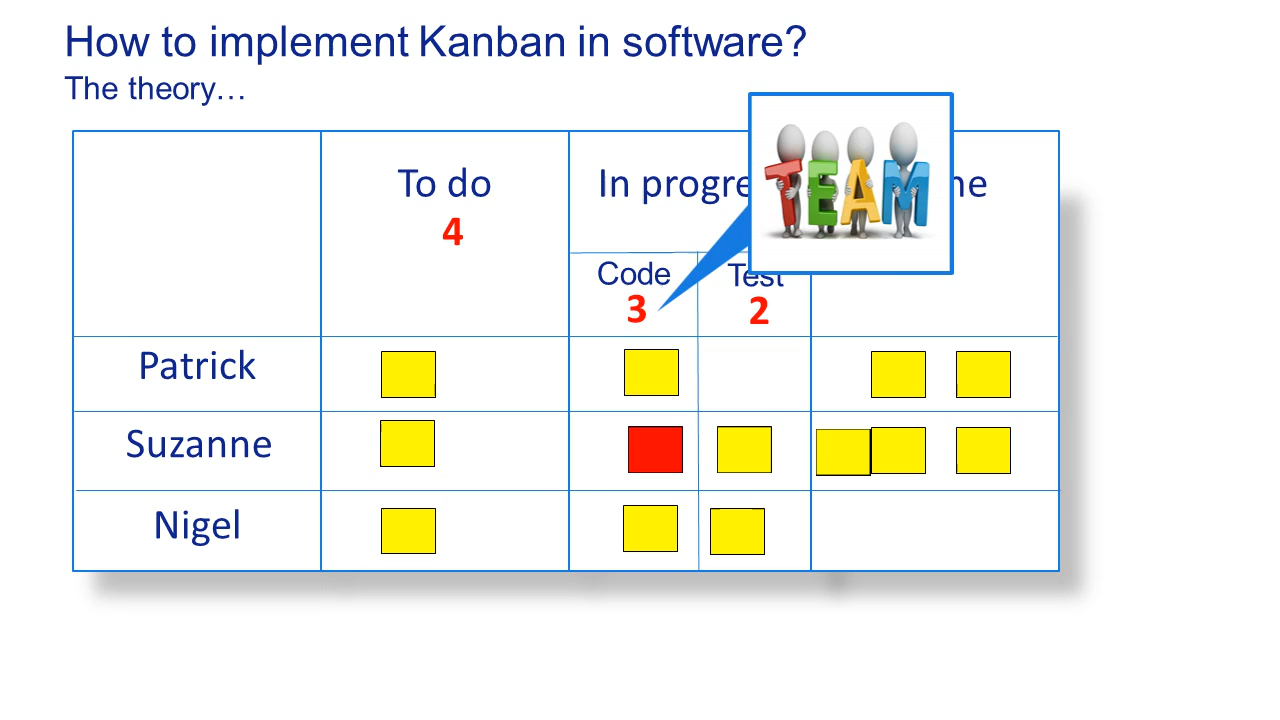 How to implement Kanban in software?
The theory…
To do
4
In progre
ne
TEAM
Code
3
Test
2
Patrick
Suzanne
Nigel